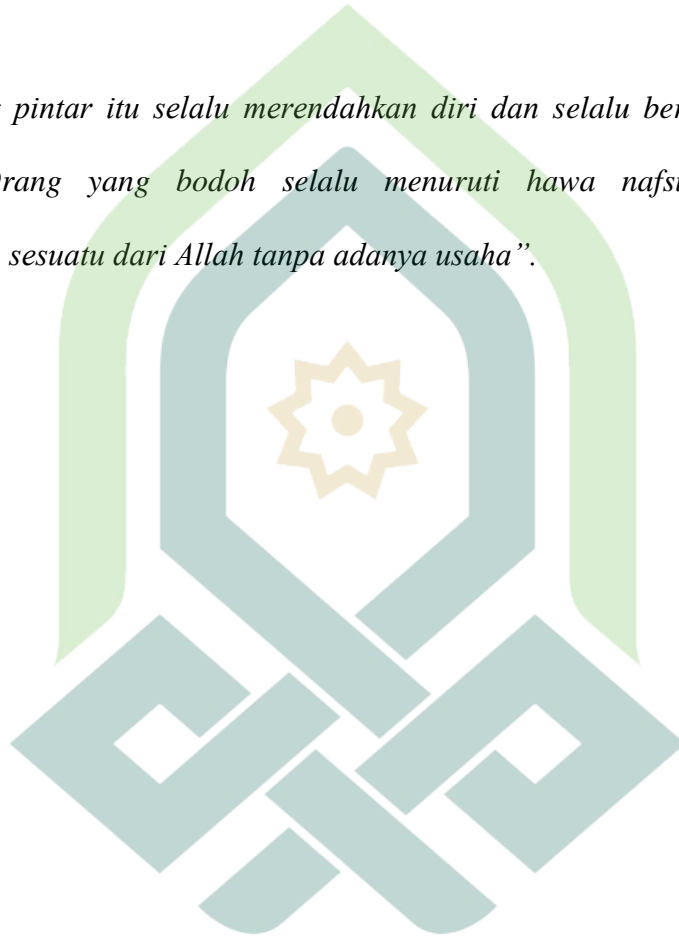 pintar itu selalu merendahkan diri dan selalu
yang bodoh selalu menuruti hawa
sesuatu dari Allah tanpa adanya usaha”.